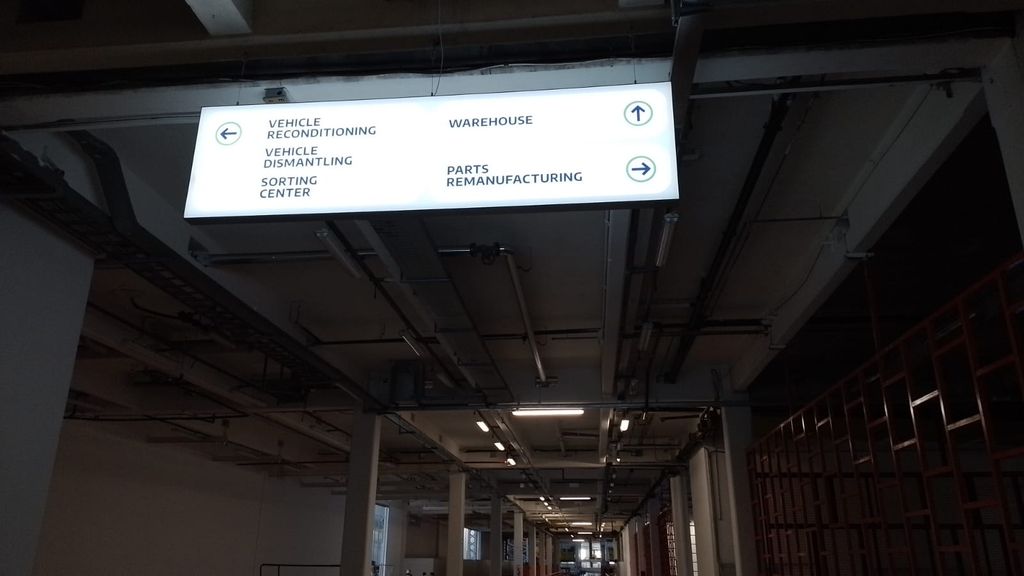 VEHICLE
RECONDITIONING
VEHICLE
DISMANTLING
SORTING
CENTER
WAREHOUSE
PARTS
REMANUFACTURING